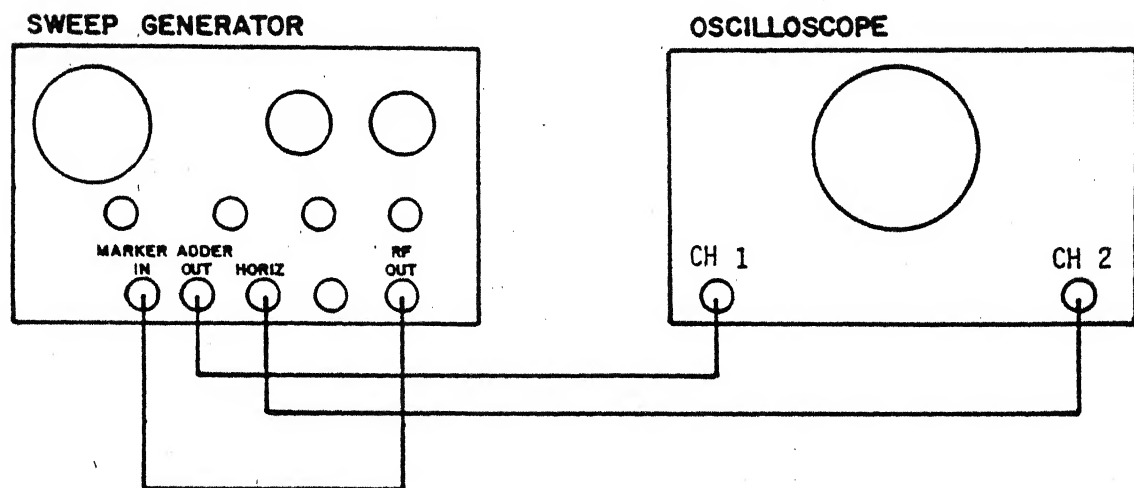 SWEEP GENERATOR
OSCILLOSCOPE
MARKER ADDER
IN OUT
HORIZ
RF
OUT
CH 1
CH 2